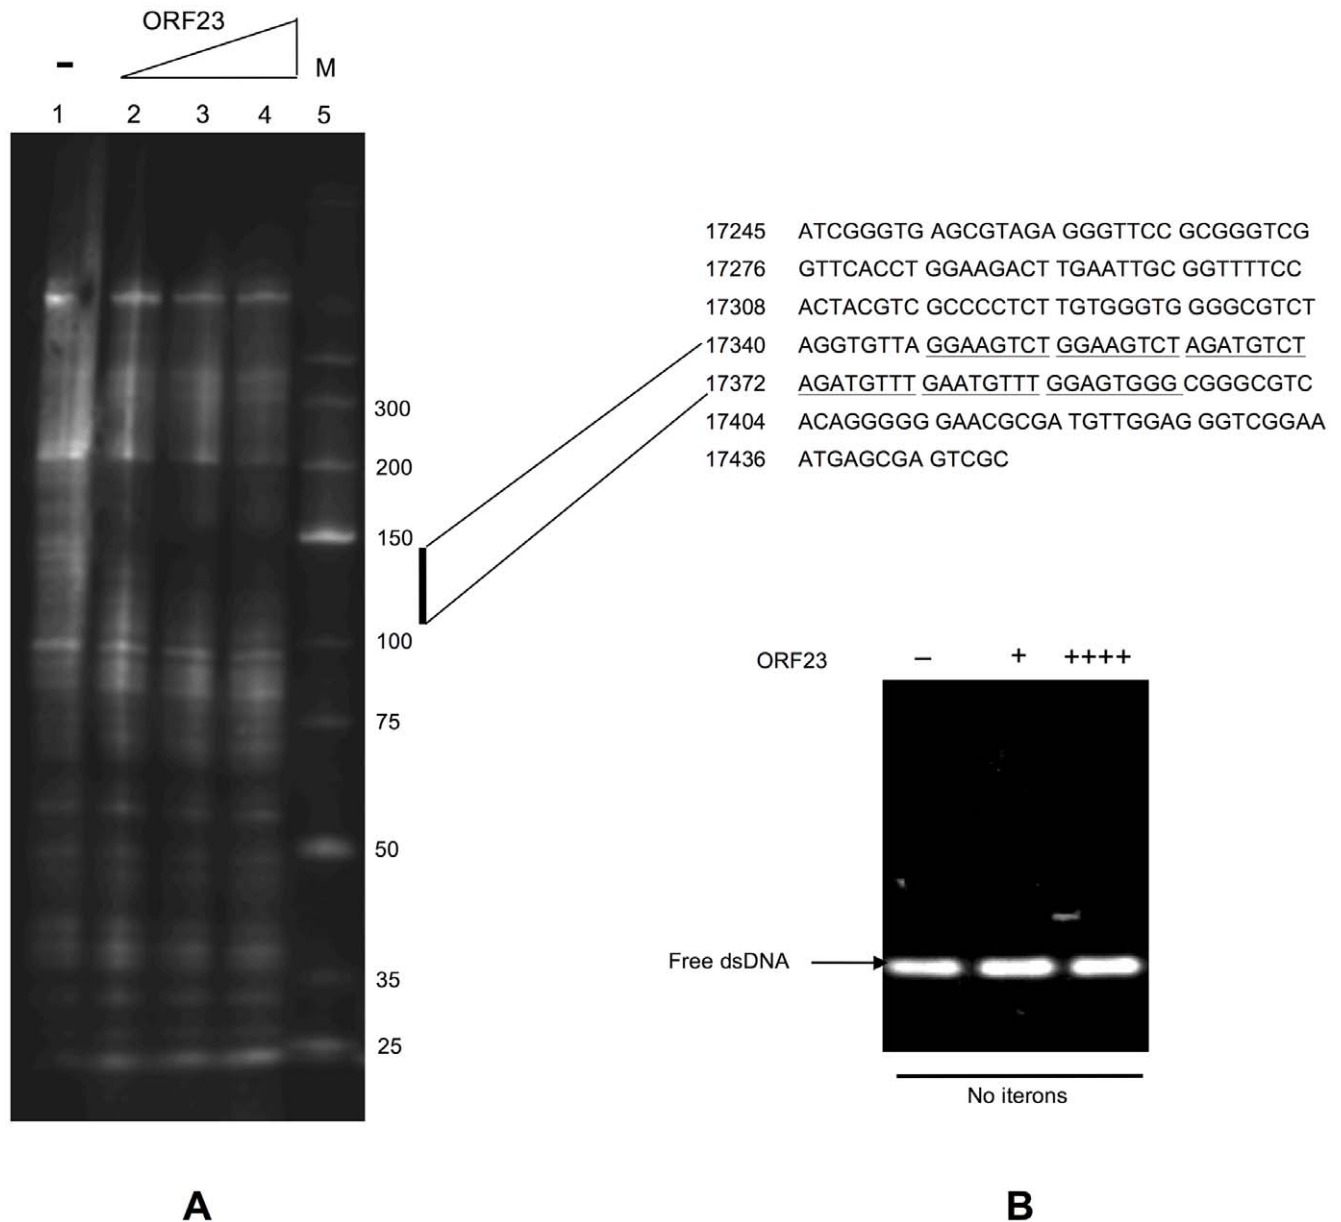 ORF23
- M
1 2 3 4 5
300
200
150
100
75
50
35
25
17245 ATCGGGTG AGCGTAGA GGGTTCC GCGGGTCG
17276 GTTCACCT GGAAGACT TGAATTGC GGTTTTCC
17308 ACTACGTC GCCCCTCT TGTGGGTG GGGCGTCT
17340 AGGTGTTA GGAAGTCT GGAAGTCT AGATGTCT
17372 AGATGTTT GAATGTTT GGAGTGGG CGGGCGTC
17404 ACAGGGGG GAACGCGA TGTTGGAG GGTCGGAA
17436 ATGAGCGA GTCGC
ORF23 – + ++++
Free dsDNA
No iterons
A B